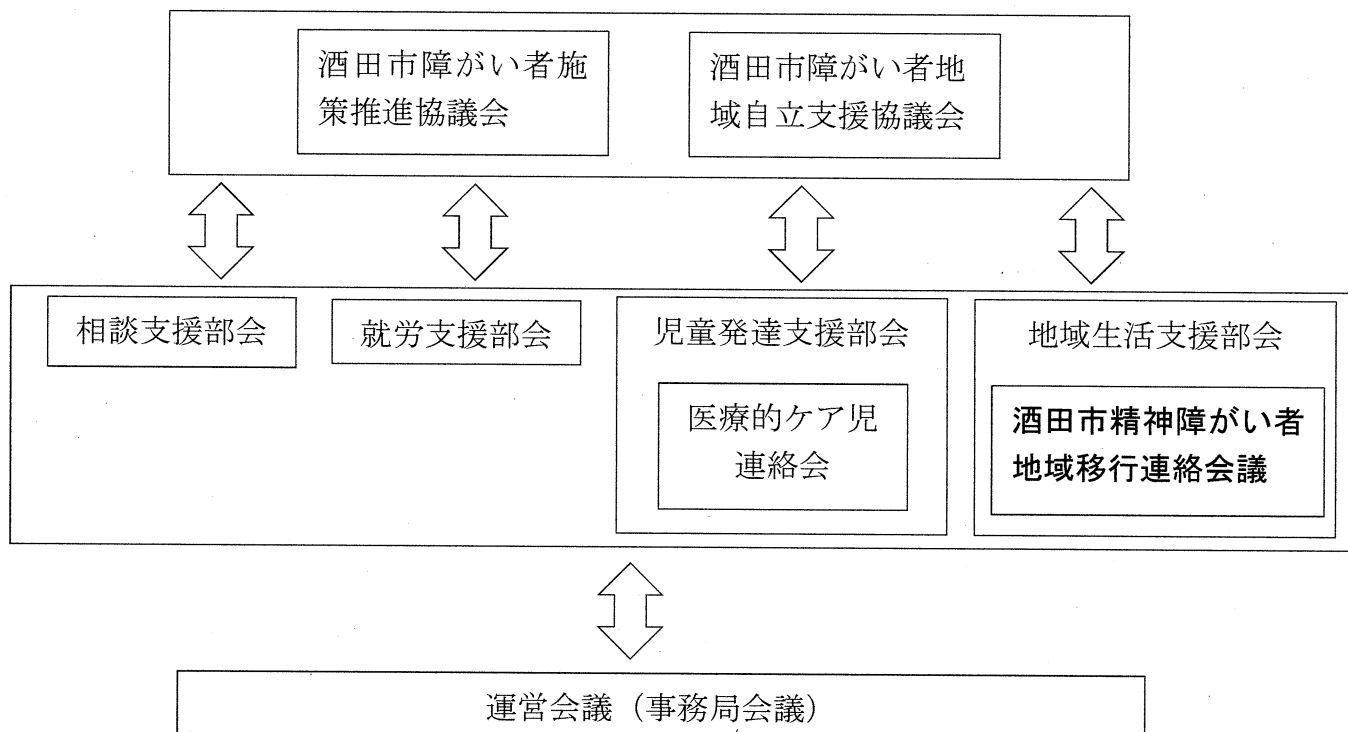 酒田市障がい者施
策推進協議会
酒田市障がい者地
域自立支援協議会
相談支援部会
就労支援部会
児童発達支援部会
医療的ケア児
連絡会
地域生活支援部会
酒田市精神障がい者
地域移行連絡会議
運営会議（事務局会議）